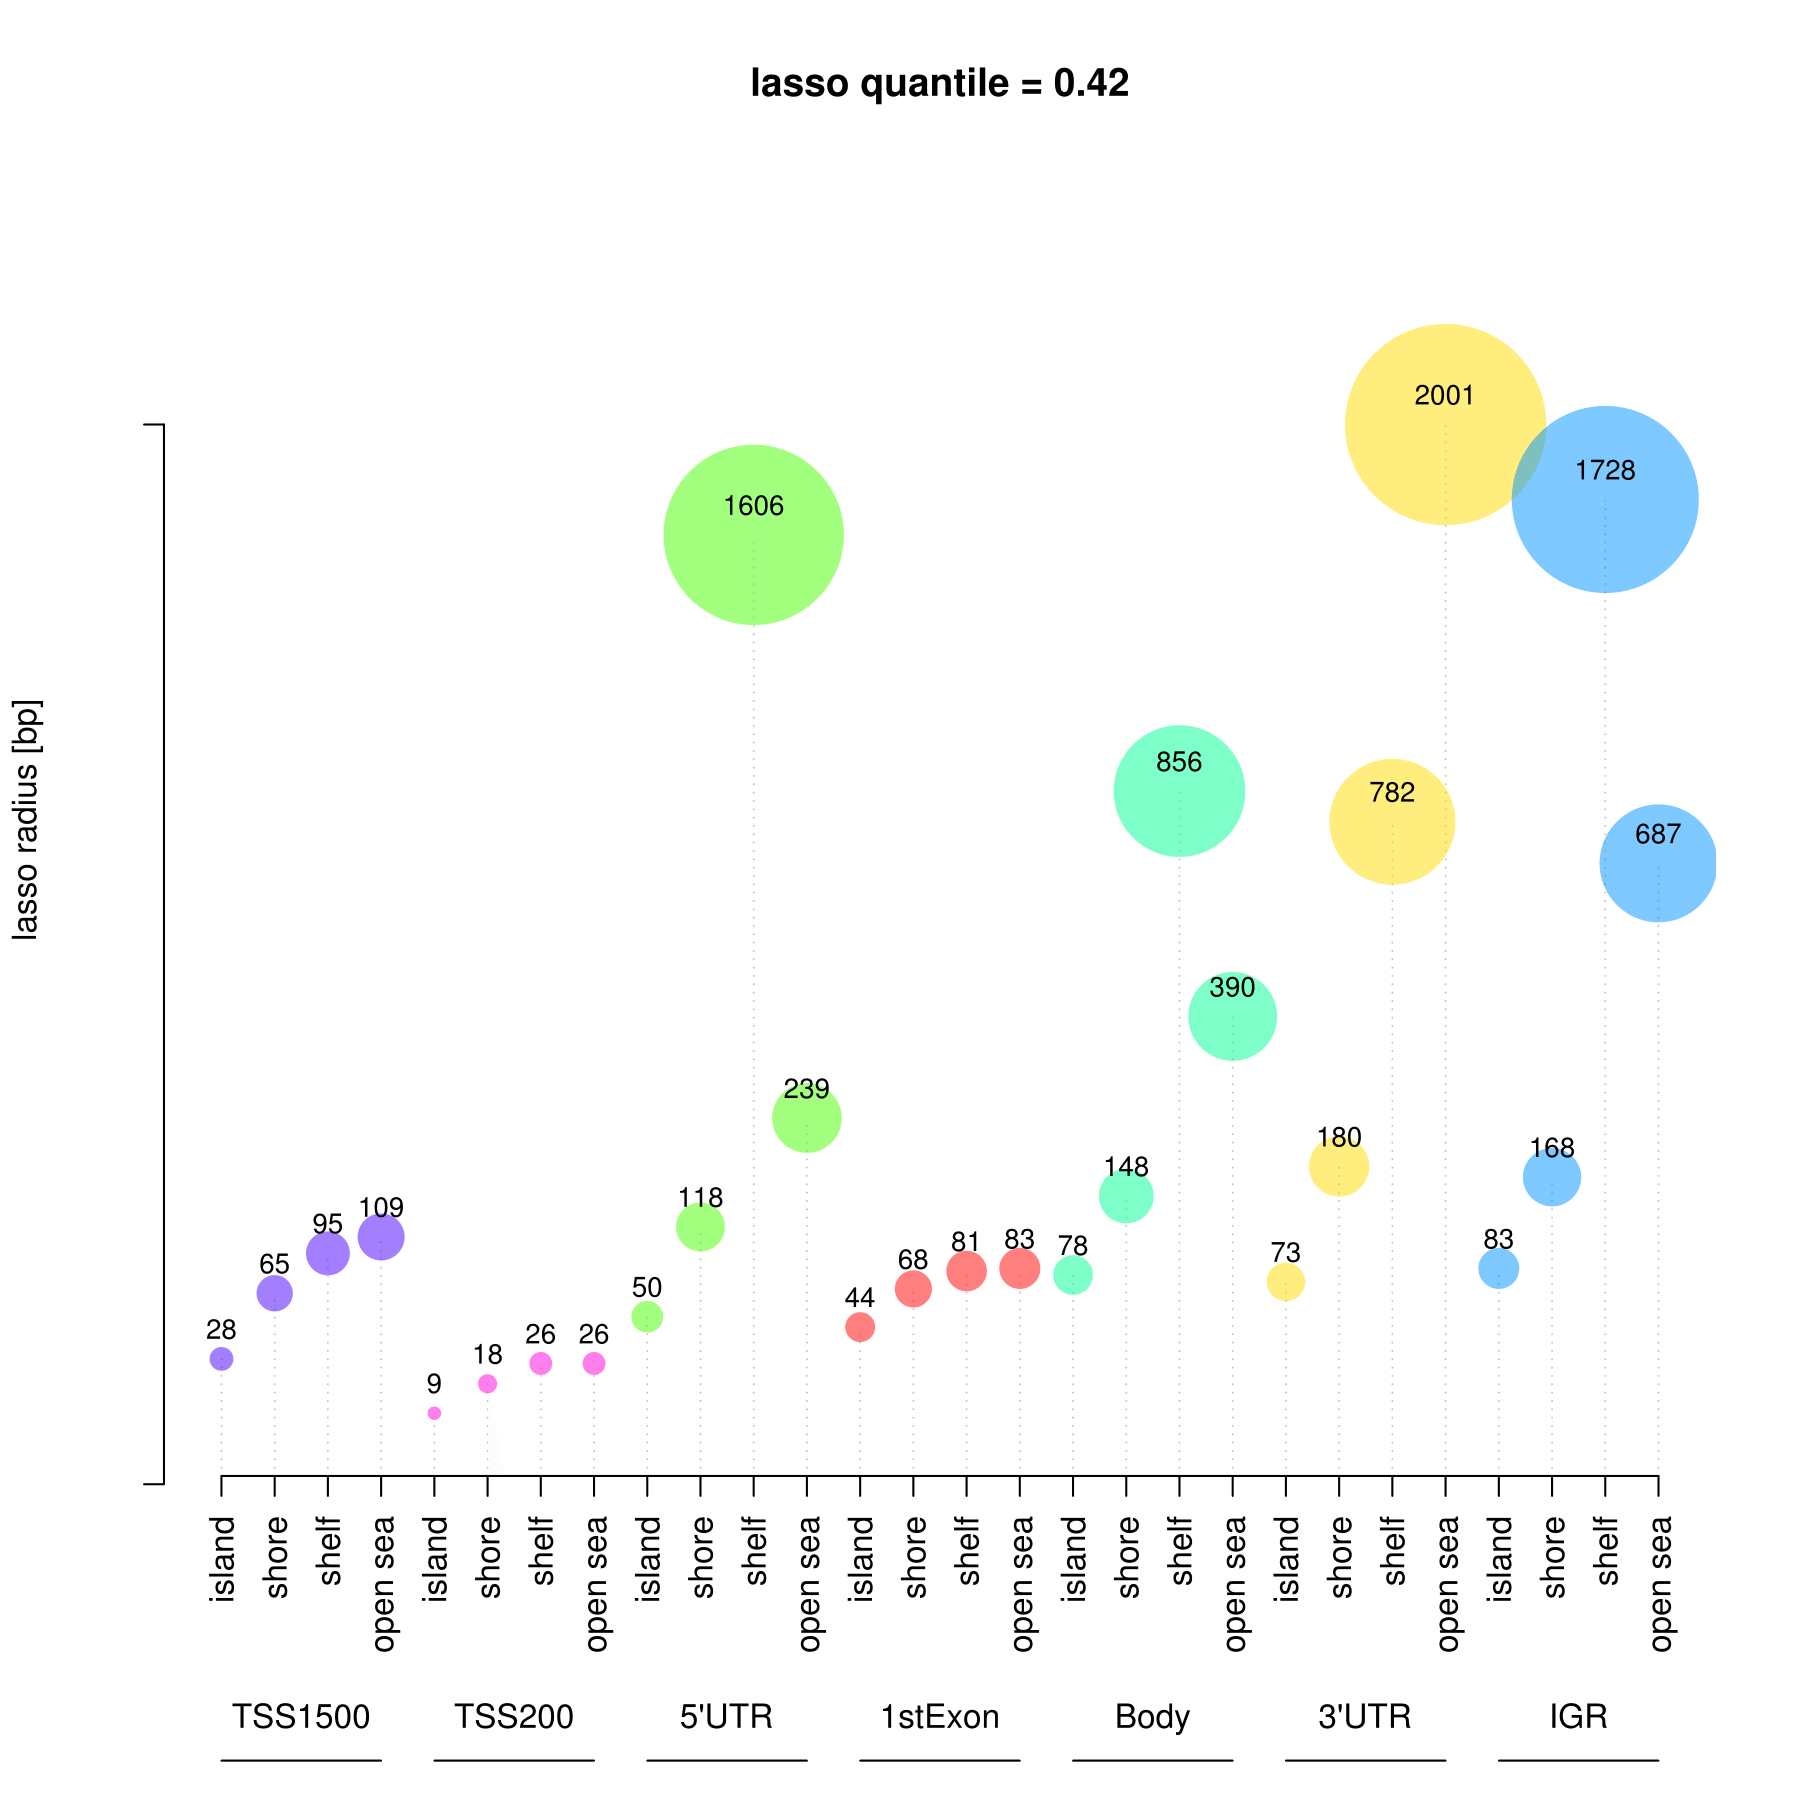 lasso quantile = 0.42
lasso radius [bp]
2001
1728
1606
856
782
687
390
239
180
168
148
118
109
95
83
83
81
78
73
68
65
50
44
28
26
26
18
9
island
shore
shelf
open sea
island
shore
shelf
open sea
island
shore
shelf
open sea
island
shore
shelf
open sea
island
shore
shelf
open sea
island
shore
shelf
open sea
island
shore
shelf
open sea
TSS1500
TSS200
5'UTR
1stExon
Body
3'UTR
IGR